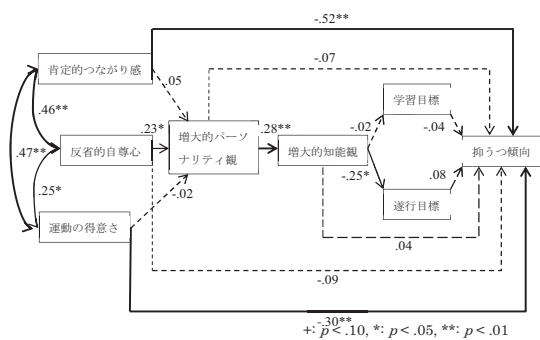 -.52**
-.07
肯定的つながり感
.05
学習目標
.46**
-.02
-.04
.23*
増大的パーソ
ナリティ観
.28**
.47**
反省的自尊心
増大的知能観
抑うつ傾向
-.25*
.25*
-.02
.08
遂行目標
運動の得意さ
.04
-.09
-.30**
+: p < .10, *: p < .05, **: p < .01